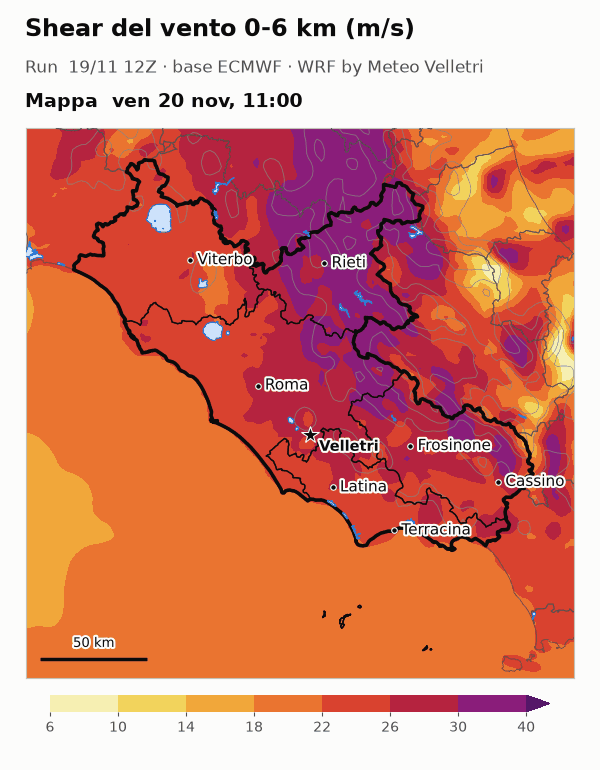 Shear del vento 0-6 km (m/s)
Run 19/11 12Z · base ECMWF · WRF by Meteo Velletri
Mappa ven 20 nov, 11:00
Viterbo
Rieti
Roma
Velletri
Frosinone
Latina
Cassino
Terracina
50 km
6 10 14 18 22 26 30 40